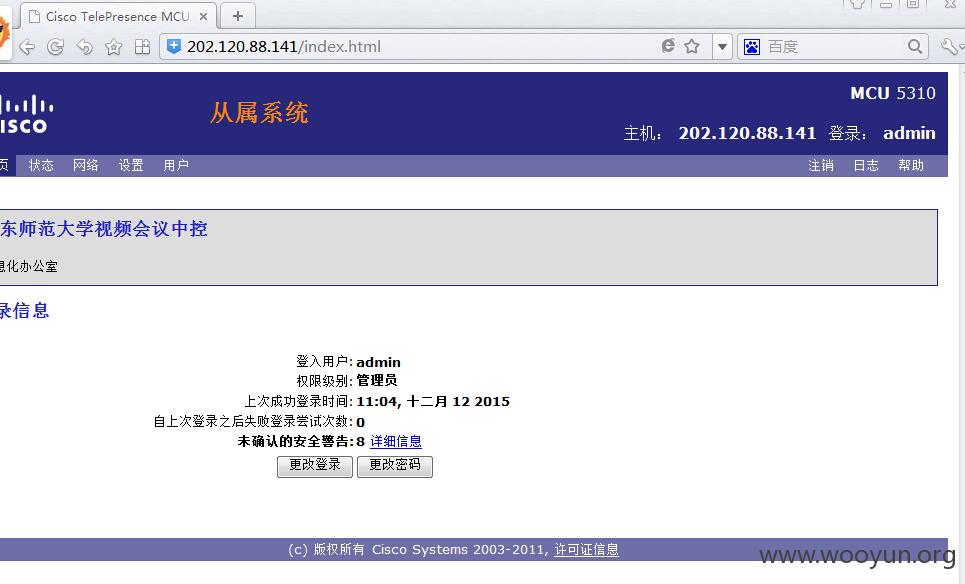 Cisco TelePresence MCU
202.120.88.141/index.html
百度
MCU 5310
ISCO
从属系统
主机: 202.120.88.141 登录: admin
页 状态 网络 设置 用户 注销 日志 帮助
东师范大学视频会议中控
息化办公室
录信息
登入用户: admin
权限级别: 管理员
上次成功登录时间: 11:04, 十二月 12 2015
自上次登录之后失败登录尝试次数: 0
未确认的安全警告: 8 详细信息
更改登录 更改密码
(c) 版权所有 Cisco Systems 2003-2011, 许可证信息
www.wooyun.org